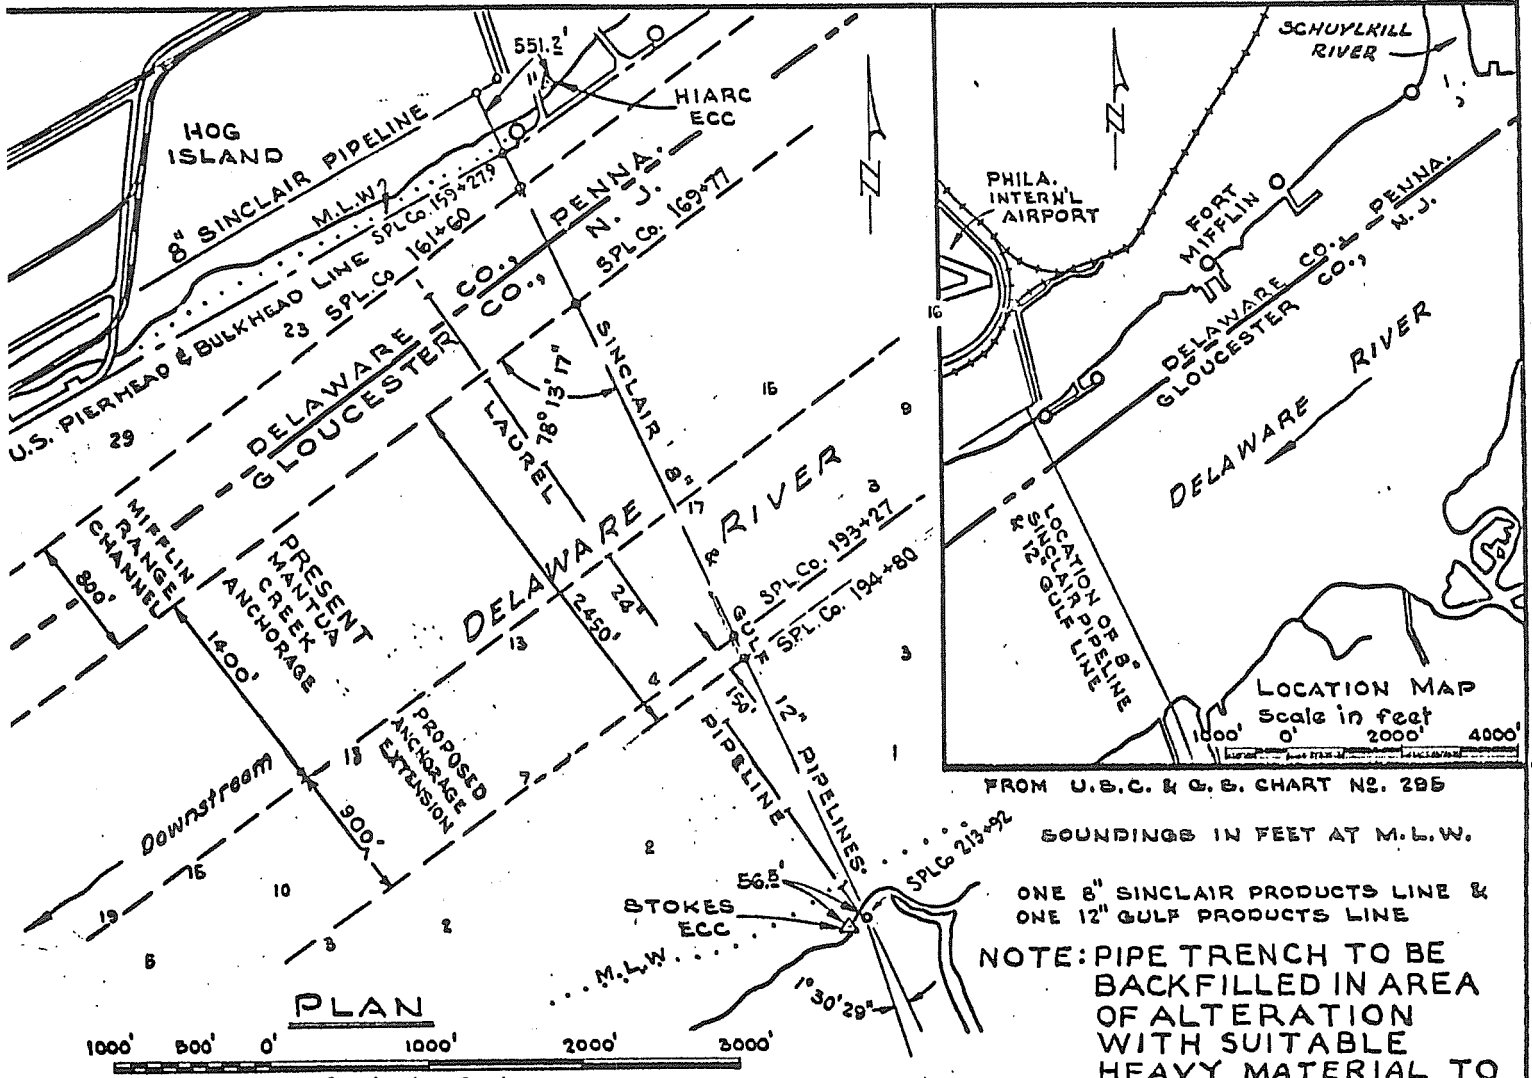 551.2'
HIARC
ECC
HOG
ISLAND
8" SINCLAIR PIPELINE
M.L.W.
SPL Co. 159+27.9
SPL. Co 161+60
U.S. PIERHEAD & BULKHEAD LINE
23
29
DELAWARE CO., PENNA.
GLOUCESTER CO., N. J.
SPL Co. 169+77
78° 13' 17"
SINCLAIR 8"
& GULF
12" PIPELINES.
LAUREL
24"
PIPELINE
15
9
3
17
DELAWARE RIVER
SPL. Co. 193+27
SPL. Co. 194+80
MIFFLIN
RANGE
CHANNEL
800'
PRESENT
MANTUA
CREEK
ANCHORAGE
1400'
2450'
13
4
3
150'
PROPOSED
ANCHORAGE
EXTENSION
18
7
1
900'
Downstream
15
10
19
2
2
3
56.5'
STOKES
ECC
SPL Co 213+92
M.L.W.
1° 30' 29"
PLAN
1000' 500' 0' 1000' 2000' 3000'
SCHUYLKILL
RIVER
PHILA.
INTERN'L
AIRPORT
16
FORT
MIFFLIN
DELAWARE CO., PENNA.
GLOUCESTER CO., N. J.
DELAWARE RIVER
LOCATION OF 8"
SINCLAIR PIPELINE
& 12" GULF LINE
LOCATION MAP
Scale in feet
1000' 0' 2000' 4000'
FROM U.S.C. & G.S. CHART NO. 295
SOUNDINGS IN FEET AT M.L.W.
ONE 8" SINCLAIR PRODUCTS LINE &
ONE 12" GULF PRODUCTS LINE
NOTE: PIPE TRENCH TO BE
BACKFILLED IN AREA
OF ALTERATION
WITH SUITABLE
HEAVY MATERIAL TO